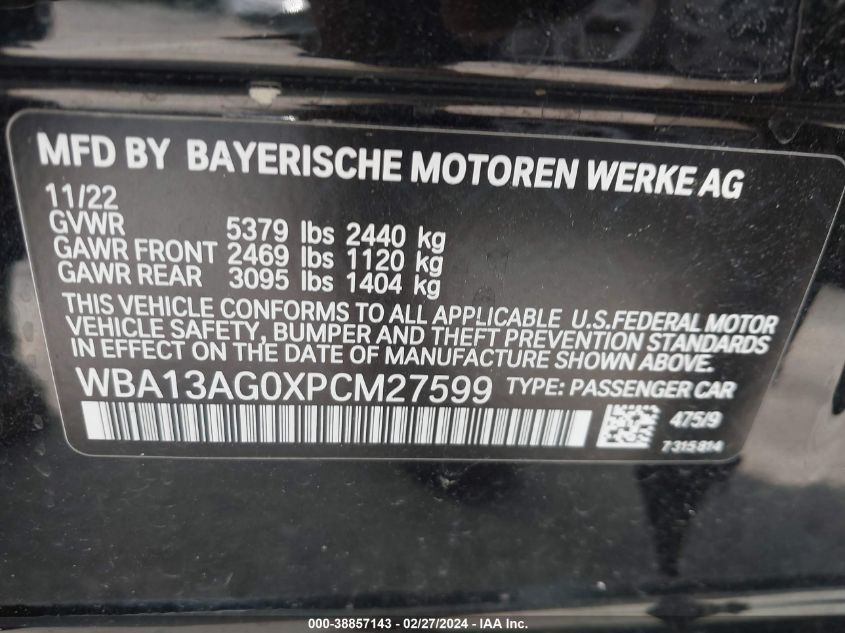 MFD BY BAYERISCHE MOTOREN WERKE AG
11/22
GVWR 5379 lbs 2440 kg
GAWR FRONT 2469 lbs 1120 kg
GAWR REAR 3095 lbs 1404 kg
THIS VEHICLE CONFORMS TO ALL APPLICABLE U.S.FEDERAL MOTOR
VEHICLE SAFETY, BUMPER AND THEFT PREVENTION STANDARDS
IN EFFECT ON THE DATE OF MANUFACTURE SHOWN ABOVE.
WBA13AG0XPCM27599 TYPE: PASSENGER CAR
475/9
7315814
000-38857143 - 02/27/2024 - IAA Inc.